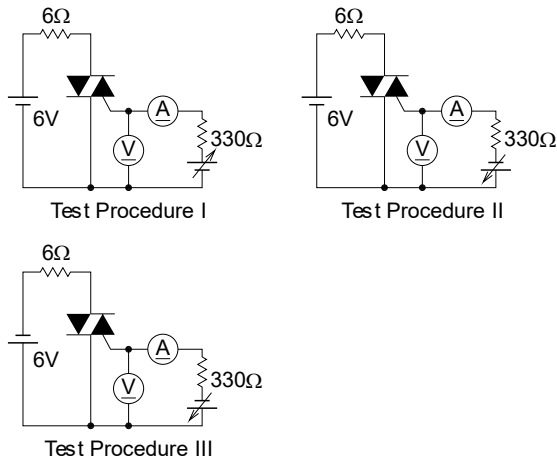 6Ω
A
6V
V
330Ω
Test Procedure I
6Ω
A
6V
V
330Ω
Test Procedure II
6Ω
A
6V
V
330Ω
Test Procedure III